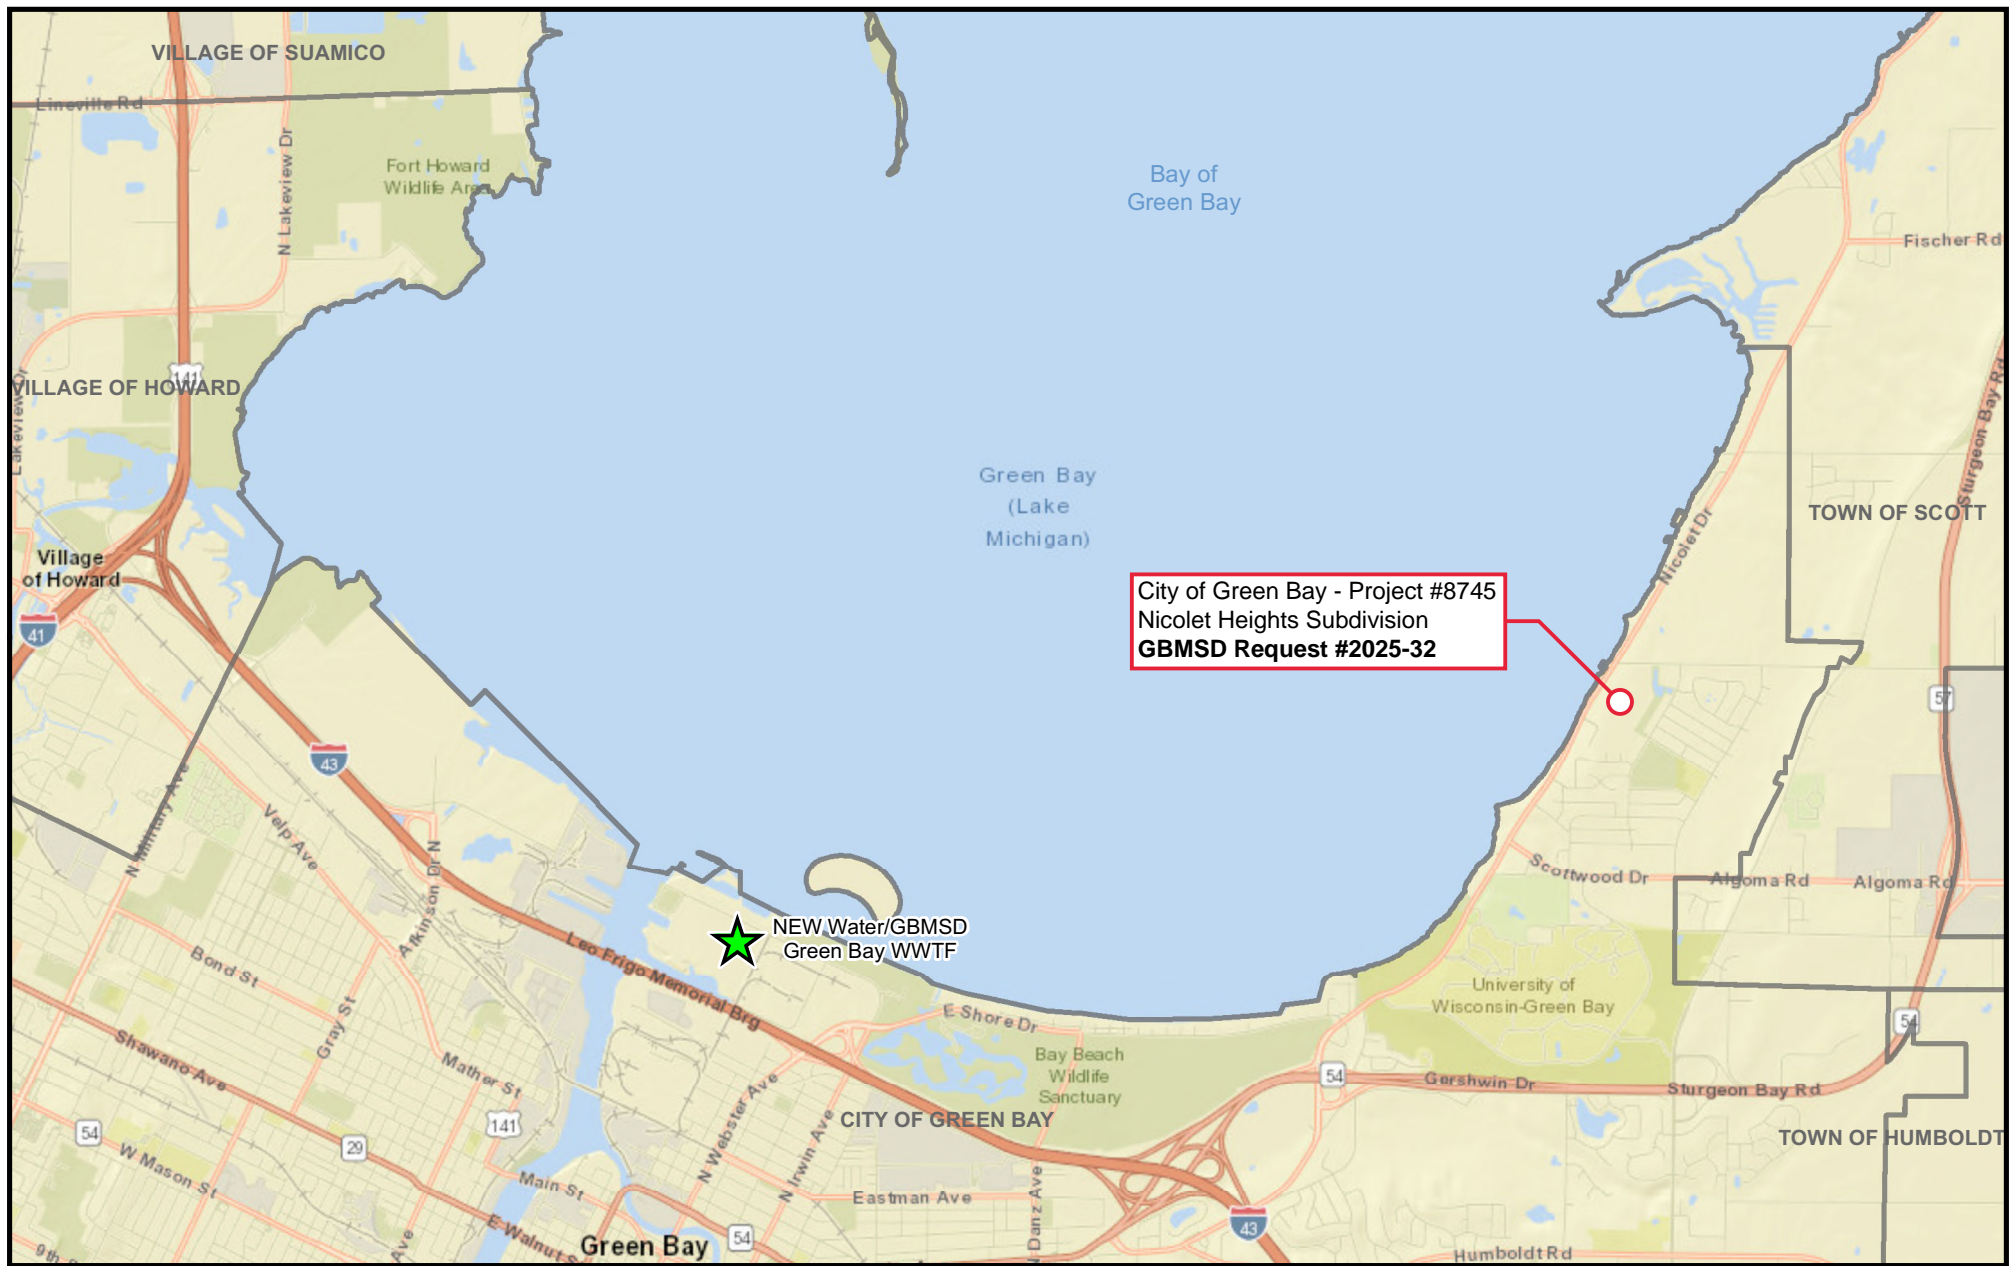 VILLAGE OF SUAMICO
Lineville Rd
N Lakeview Dr
Fort Howard
Wildlife Area
Bay of
Green Bay
Fischer Rd
141
VILLAGE OF HOWARD
Lakeview Dr
Sturgeon Bay Rd
Green Bay
(Lake
Michigan)
TOWN OF SCOTT
Nicolet Dr
Village
of Howard
41
City of Green Bay - Project #8745
Nicolet Heights Subdivision
GBMSD Request #2025-32
57
43
N Military Ave
Velp Ave
Atkinson Dr N
Scottwood Dr
Algoma Rd
Algoma Rd
NEW Water/GBMSD
Green Bay WWTF
Leo Frigo Memorial Brg
Bond St
Gray St
University of
Wisconsin-Green Bay
E Shore Dr
54
Shawano Ave
Mather St
Bay Beach
Wildlife
Sanctuary
54
Gershwin Dr
Sturgeon Bay Rd
N Webster Ave
N Irwin Ave
CITY OF GREEN BAY
141
54
29
TOWN OF HUMBOLDT
W Mason St
Main St
Eastman Ave
N Danz Ave
43
E Walnut S
Green Bay
54
Humboldt Rd
9th S
Ave